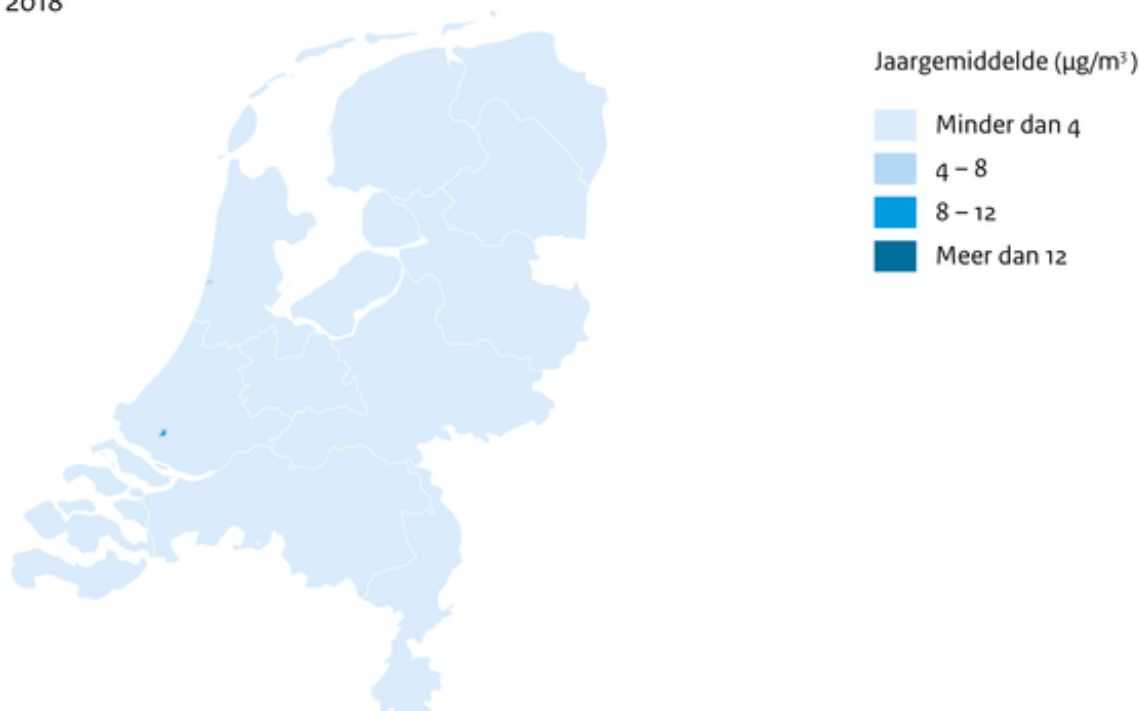 2018
Jaargemiddelde (µg/m³)
Minder dan 4
4 – 8
8 – 12
Meer dan 12